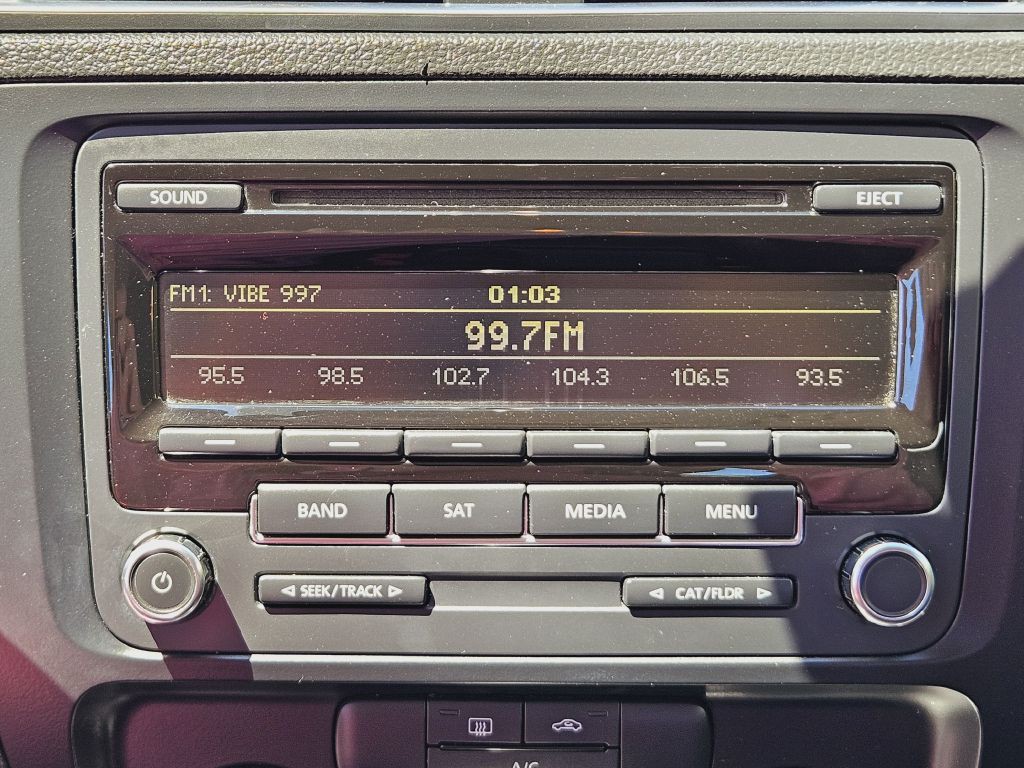 SOUND EJECT
FM1: VIBE 997 01:03
99.7FM
95.5 98.5 102.7 104.3 106.5 93.5
BAND SAT MEDIA MENU
SEEK/TRACK CAT/FLDR
A/C